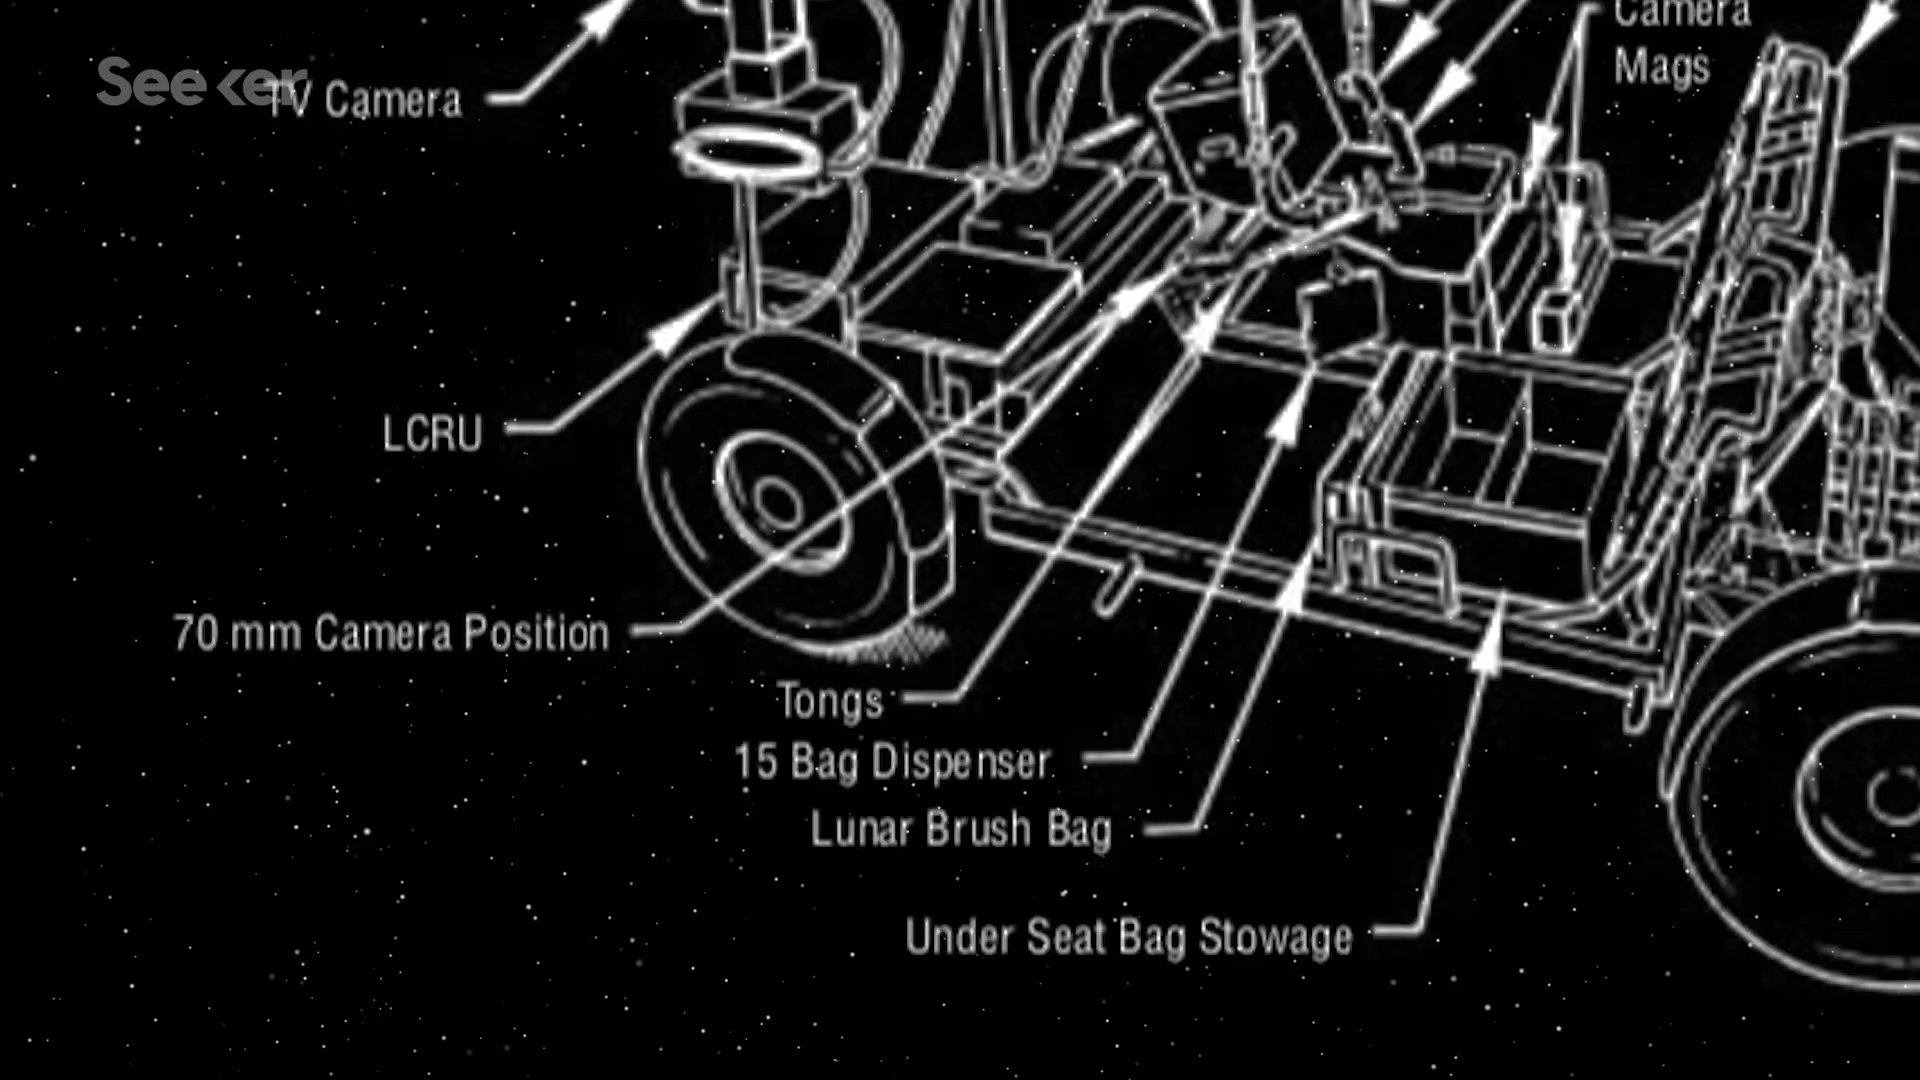 Camera
Mags
Seeker
TV Camera
LCRU
70 mm Camera Position
Tongs
15 Bag Dispenser
Lunar Brush Bag
Under Seat Bag Stowage